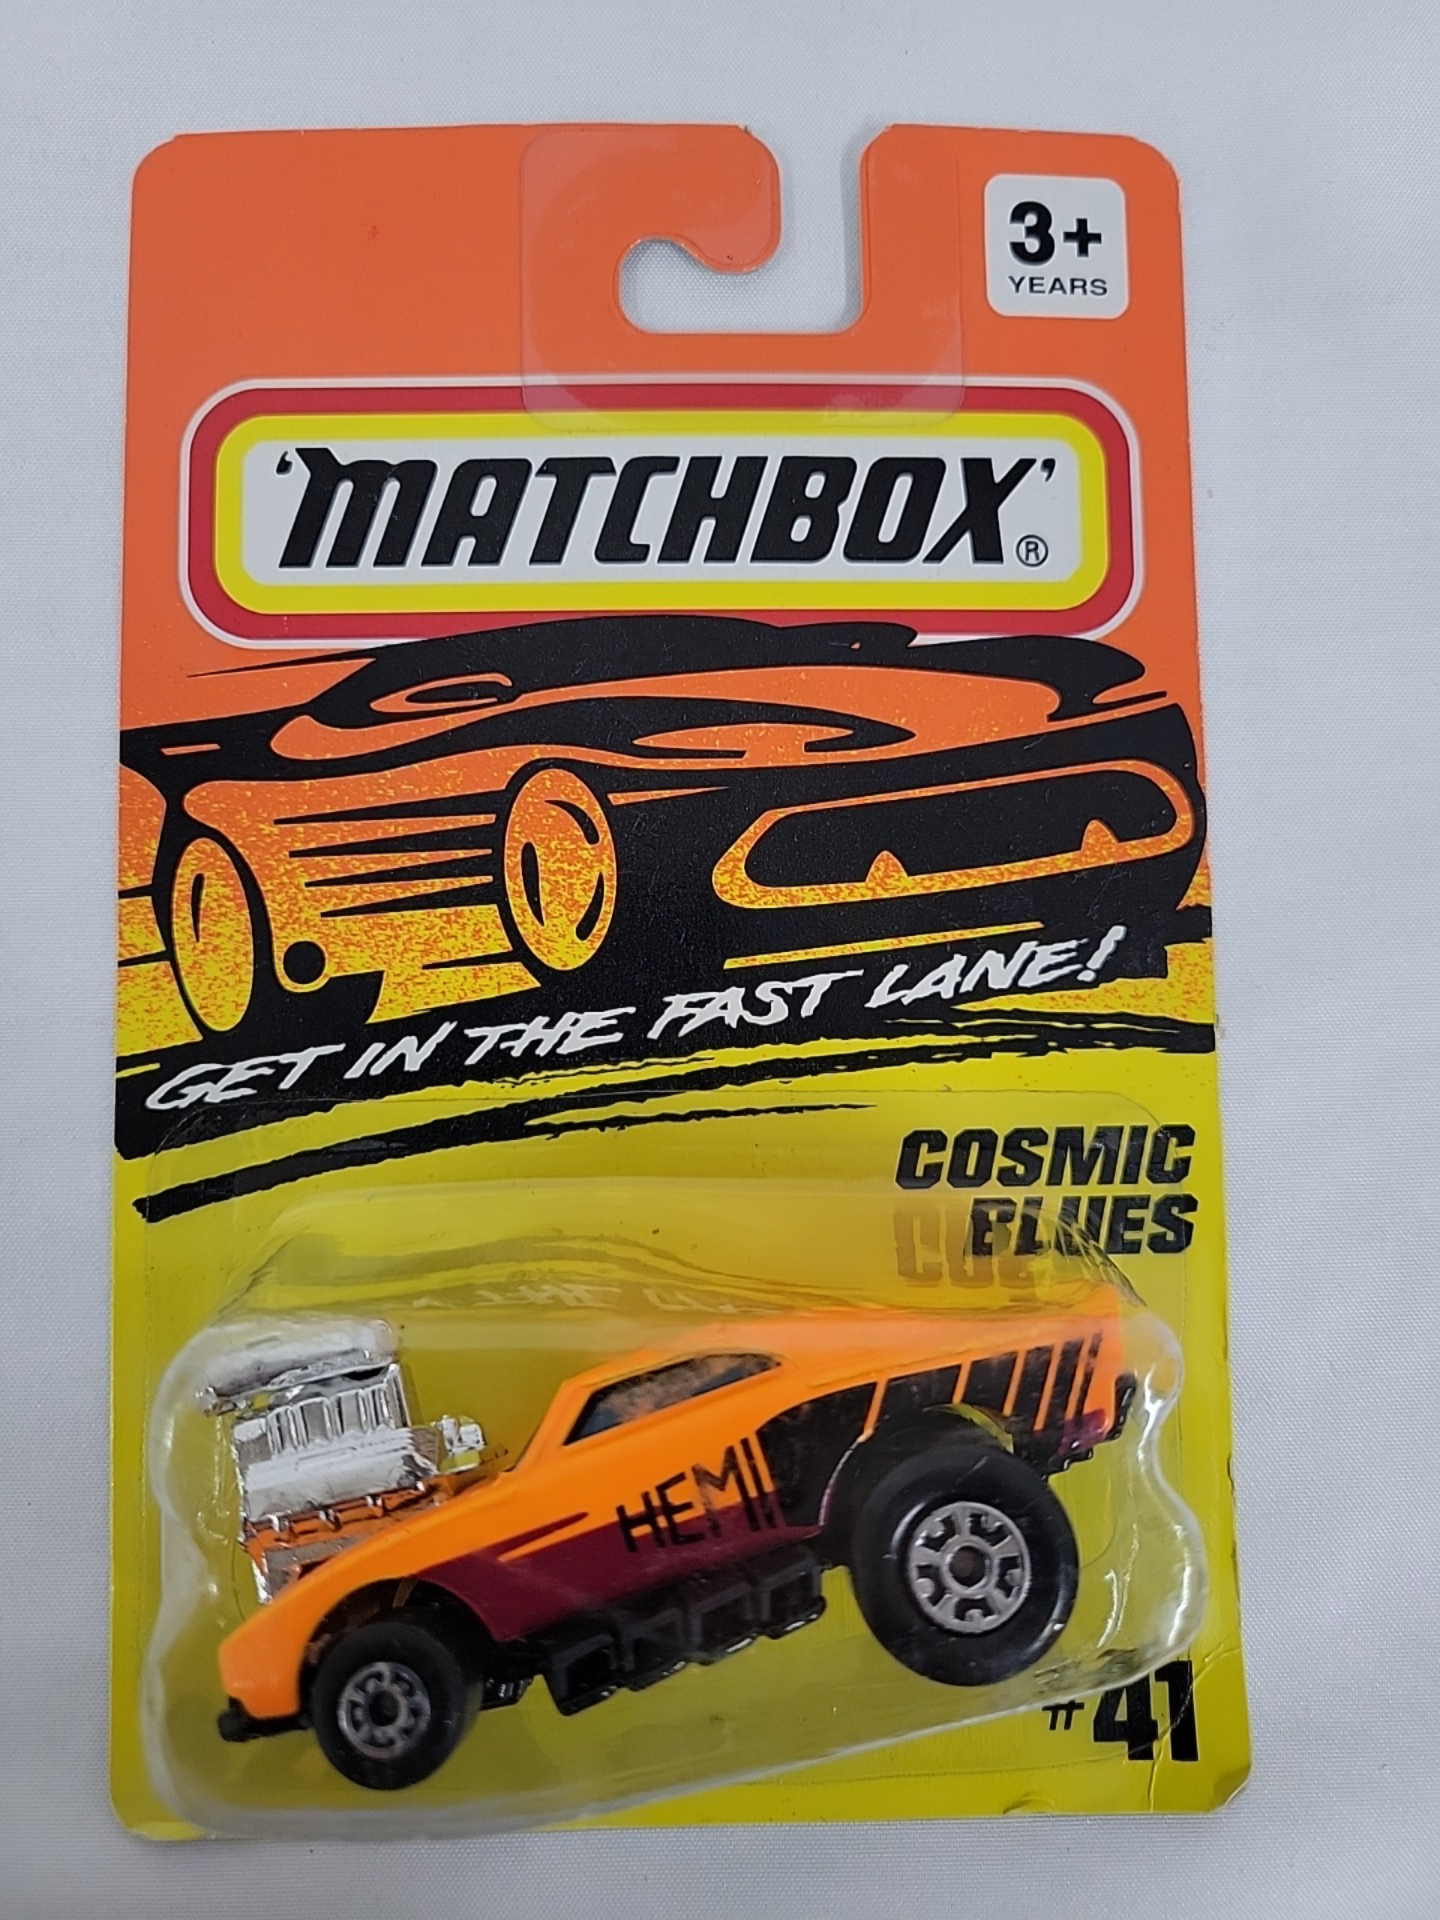 3+
YEARS
'MATCHBOX'®
GET IN THE FAST LANE!
COSMIC
BLUES
HEMI
#41